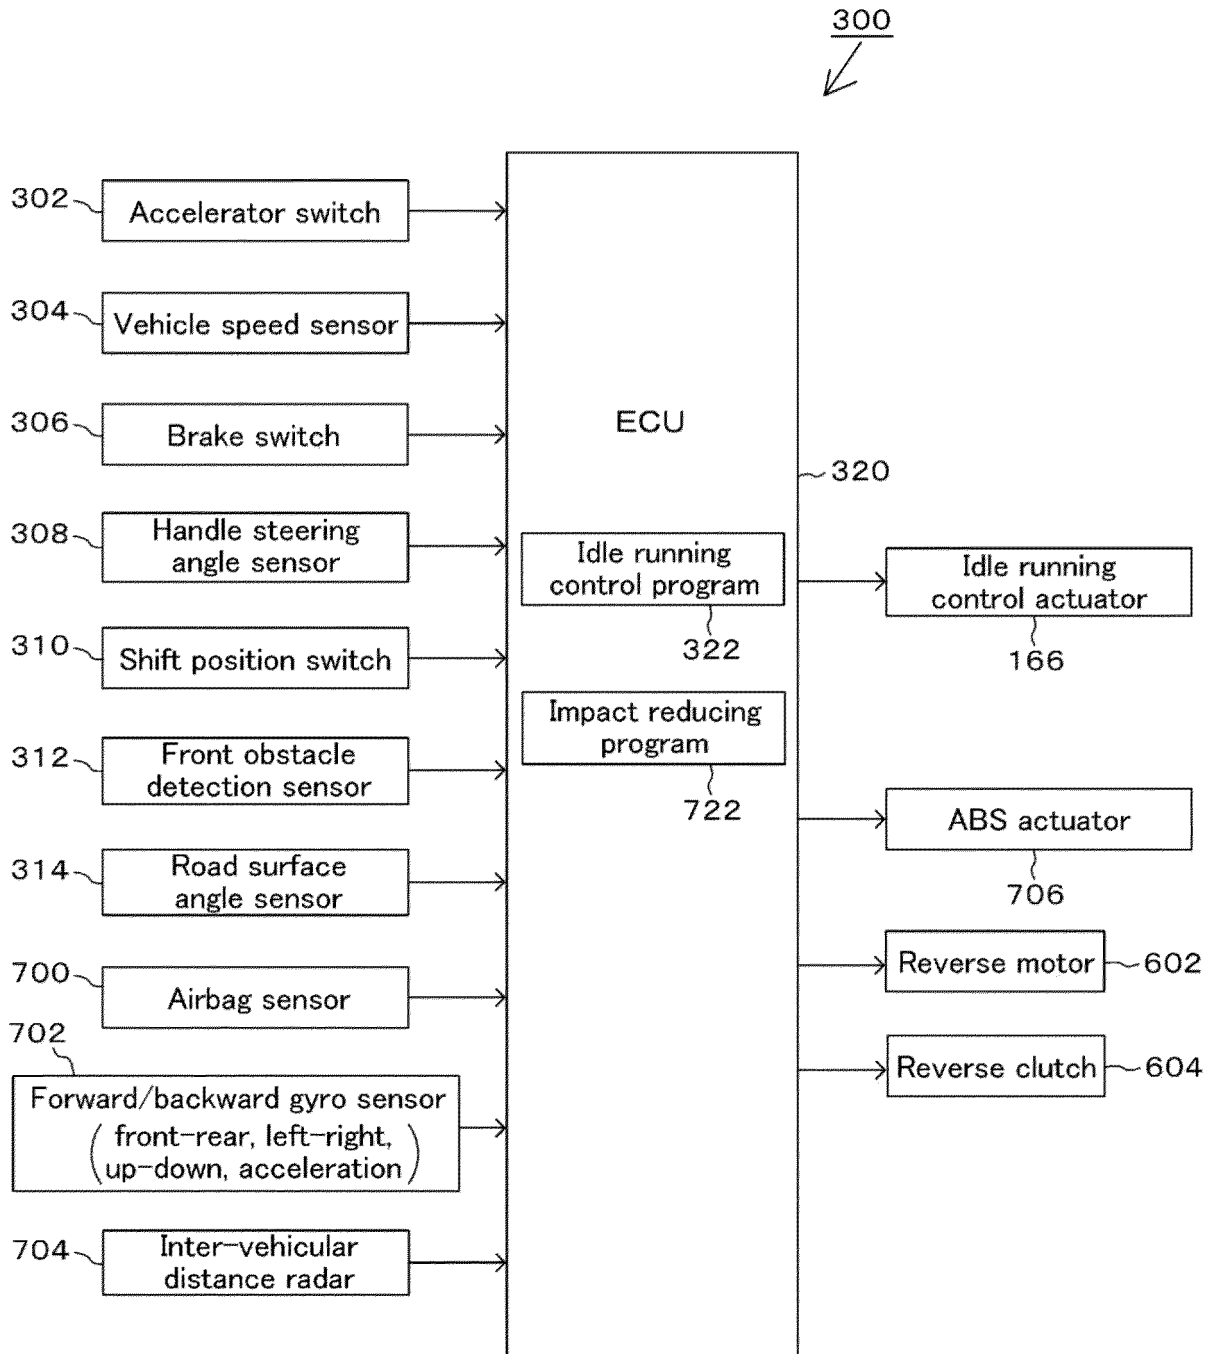 300
302
Accelerator switch
304
Vehicle speed sensor
306
Brake switch
308
Handle steering
angle sensor
310
Shift position switch
312
Front obstacle
detection sensor
314
Road surface
angle sensor
700
Airbag sensor
702
Forward/backward gyro sensor
(front-rear, left-right,
up-down, acceleration)
704
Inter-vehicular
distance radar
ECU
320
Idle running
control program
322
Impact reducing
program
722
Idle running
control actuator
166
ABS actuator
706
Reverse motor
602
Reverse clutch
604